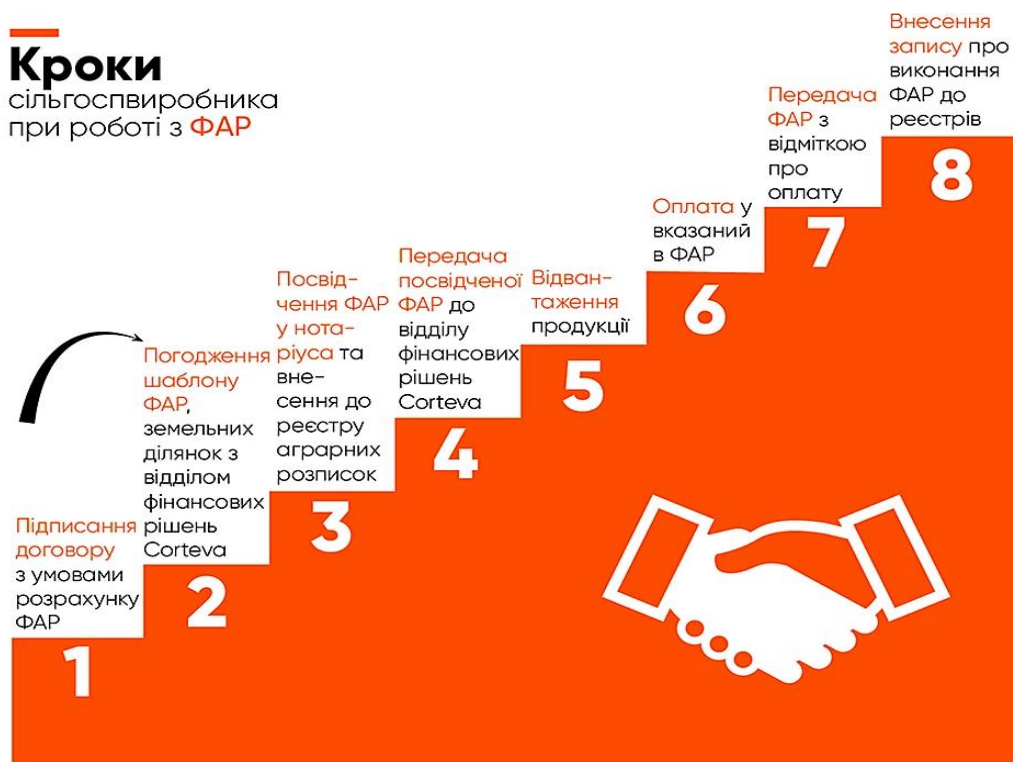 Кроки
сільгоспвиробника
при роботі з ФАР
Підписання
договору
з умовами
розрахунку
ФАР
1
Погодження
шаблону
ФАР,
земельних
ділянок з
відділом
фінансових
рішень
Corteva
2
Посвід-
чення ФАР
у нота-
ріуса та
вне-
сення до
реєстру
аграрних
розписок
3
Передача
посвідченої
ФАР до
відділу
фінансових
рішень
Corteva
4
Відван-
таження
продукції
5
Оплата у
вказаний
в ФАР
6
Передача
ФАР з
відміткою
про
оплату
7
Внесення
запису про
виконання
ФАР до
реєстрів
8